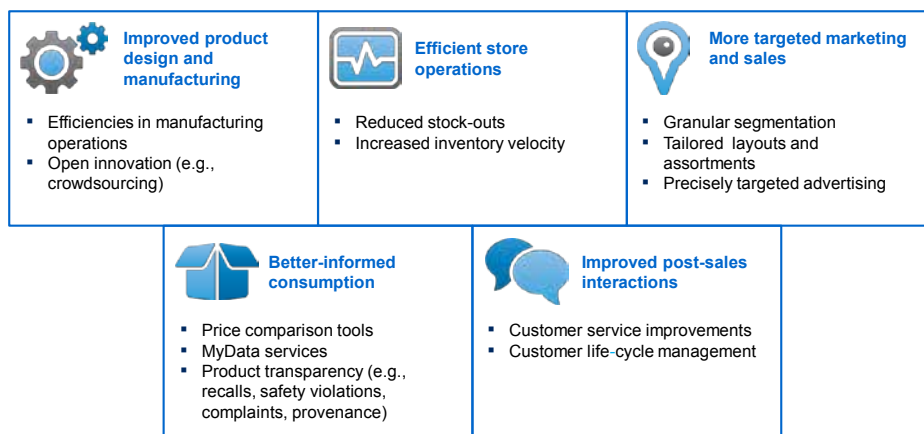 Improved product
design and
manufacturing
▪ Efficiencies in manufacturing
operations
▪ Open innovation (e.g.,
crowdsourcing)
Efficient store
operations
▪ Reduced stock-outs
▪ Increased inventory velocity
More targeted marketing
and sales
▪ Granular segmentation
▪ Tailored layouts and
assortments
▪ Precisely targeted advertising
Better-informed
consumption
▪ Price comparison tools
▪ MyData services
▪ Product transparency (e.g.,
recalls, safety violations,
complaints, provenance)
Improved post-sales
interactions
▪ Customer service improvements
▪ Customer life-cycle management